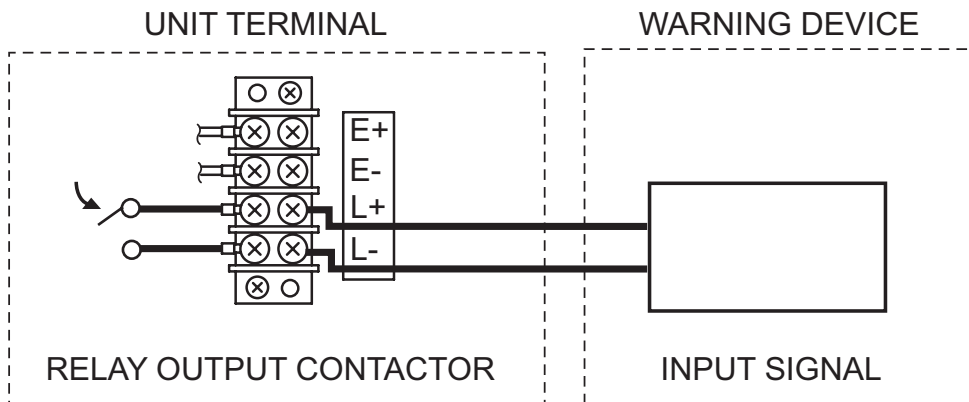 UNIT TERMINAL
WARNING DEVICE
E+
E-
L+
L-
RELAY OUTPUT CONTACTOR
INPUT SIGNAL